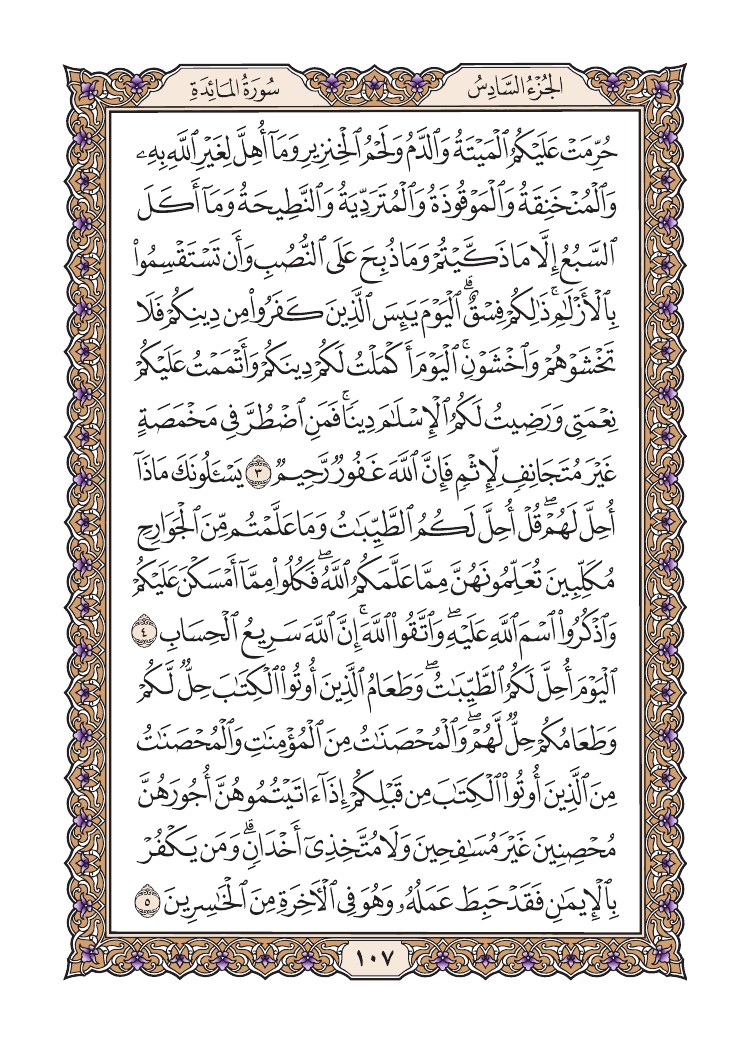 الجُزْءُ السَّادِسُ
سُورَةُ المَائِدَةِ
حُرِّمَتْ عَلَيْكُمُ ٱلْمَيْتَةُ وَٱلدَّمُ وَلَحْمُ ٱلْخِنزِيرِ وَمَآ أُهِلَّ لِغَيْرِ ٱللَّهِ بِهِۦ
وَٱلْمُنْخَنِقَةُ وَٱلْمَوْقُوذَةُ وَٱلْمُتَرَدِّيَةُ وَٱلنَّطِيحَةُ وَمَآ أَكَلَ
ٱلسَّبُعُ إِلَّا مَا ذَكَّيْتُمْ وَمَا ذُبِحَ عَلَى ٱلنُّصُبِ وَأَن تَسْتَقْسِمُوا۟
بِٱلْأَزْلَٰمِ ۚ ذَٰلِكُمْ فِسْقٌ ۗ ٱلْيَوْمَ يَئِسَ ٱلَّذِينَ كَفَرُوا۟ مِن دِينِكُمْ فَلَا
تَخْشَوْهُمْ وَٱخْشَوْنِ ۚ ٱلْيَوْمَ أَكْمَلْتُ لَكُمْ دِينَكُمْ وَأَتْمَمْتُ عَلَيْكُمْ
نِعْمَتِى وَرَضِيتُ لَكُمُ ٱلْإِسْلَٰمَ دِينًا ۚ فَمَنِ ٱضْطُرَّ فِى مَخْمَصَةٍ
غَيْرَ مُتَجَانِفٍ لِّإِثْمٍ فَإِنَّ ٱللَّهَ غَفُورٌ رَّحِيمٌ ٣ يَسْـَٔلُونَكَ مَاذَآ
أُحِلَّ لَهُمْ ۖ قُلْ أُحِلَّ لَكُمُ ٱلطَّيِّبَٰتُ وَمَا عَلَّمْتُم مِّنَ ٱلْجَوَارِحِ
مُكَلِّبِينَ تُعَلِّمُونَهُنَّ مِمَّا عَلَّمَكُمُ ٱللَّهُ ۖ فَكُلُوا۟ مِمَّآ أَمْسَكْنَ عَلَيْكُمْ
وَٱذْكُرُوا۟ ٱسْمَ ٱللَّهِ عَلَيْهِ ۖ وَٱتَّقُوا۟ ٱللَّهَ ۚ إِنَّ ٱللَّهَ سَرِيعُ ٱلْحِسَابِ ٤
ٱلْيَوْمَ أُحِلَّ لَكُمُ ٱلطَّيِّبَٰتُ ۖ وَطَعَامُ ٱلَّذِينَ أُوتُوا۟ ٱلْكِتَٰبَ حِلٌّ لَّكُمْ
وَطَعَامُكُمْ حِلٌّ لَّهُمْ ۖ وَٱلْمُحْصَنَٰتُ مِنَ ٱلْمُؤْمِنَٰتِ وَٱلْمُحْصَنَٰتُ
مِنَ ٱلَّذِينَ أُوتُوا۟ ٱلْكِتَٰبَ مِن قَبْلِكُمْ إِذَآ ءَاتَيْتُمُوهُنَّ أُجُورَهُنَّ
مُحْصِنِينَ غَيْرَ مُسَٰفِحِينَ وَلَا مُتَّخِذِىٓ أَخْدَانٍ ۗ وَمَن يَكْفُرْ
بِٱلْإِيمَٰنِ فَقَدْ حَبِطَ عَمَلُهُۥ وَهُوَ فِى ٱلْءَاخِرَةِ مِنَ ٱلْخَٰسِرِينَ ٥
١٠٧